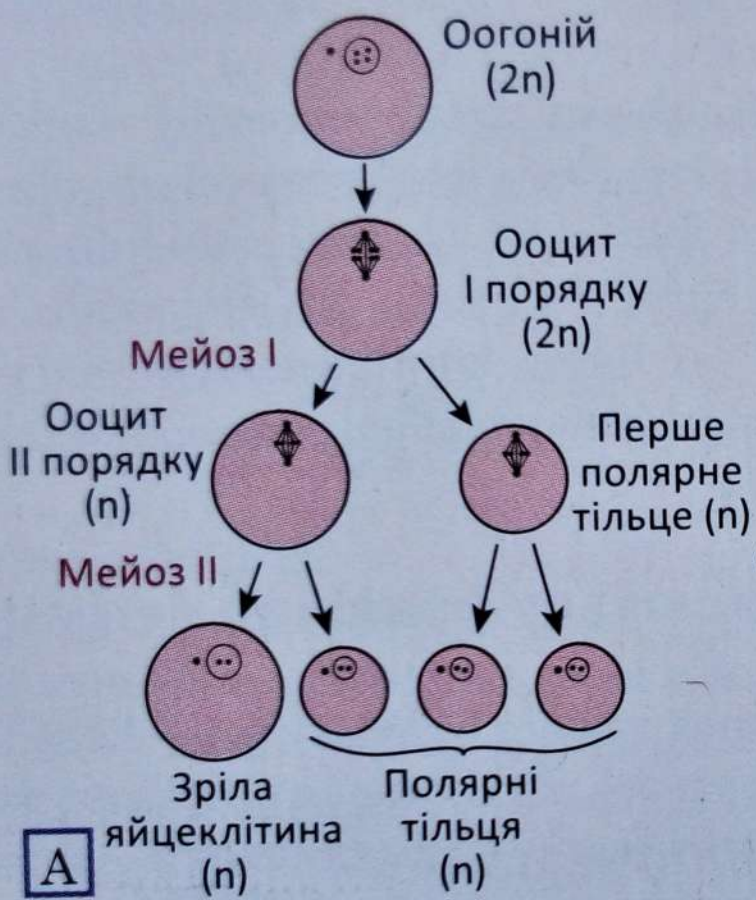 Оогоній
(2n)
Ооцит
I порядку
(2n)
Мейоз I
Ооцит
II порядку
(n)
Перше
полярне
тільце (n)
Мейоз II
Зріла
яйцеклітина
(n)
Полярні
тільця
(n)
А